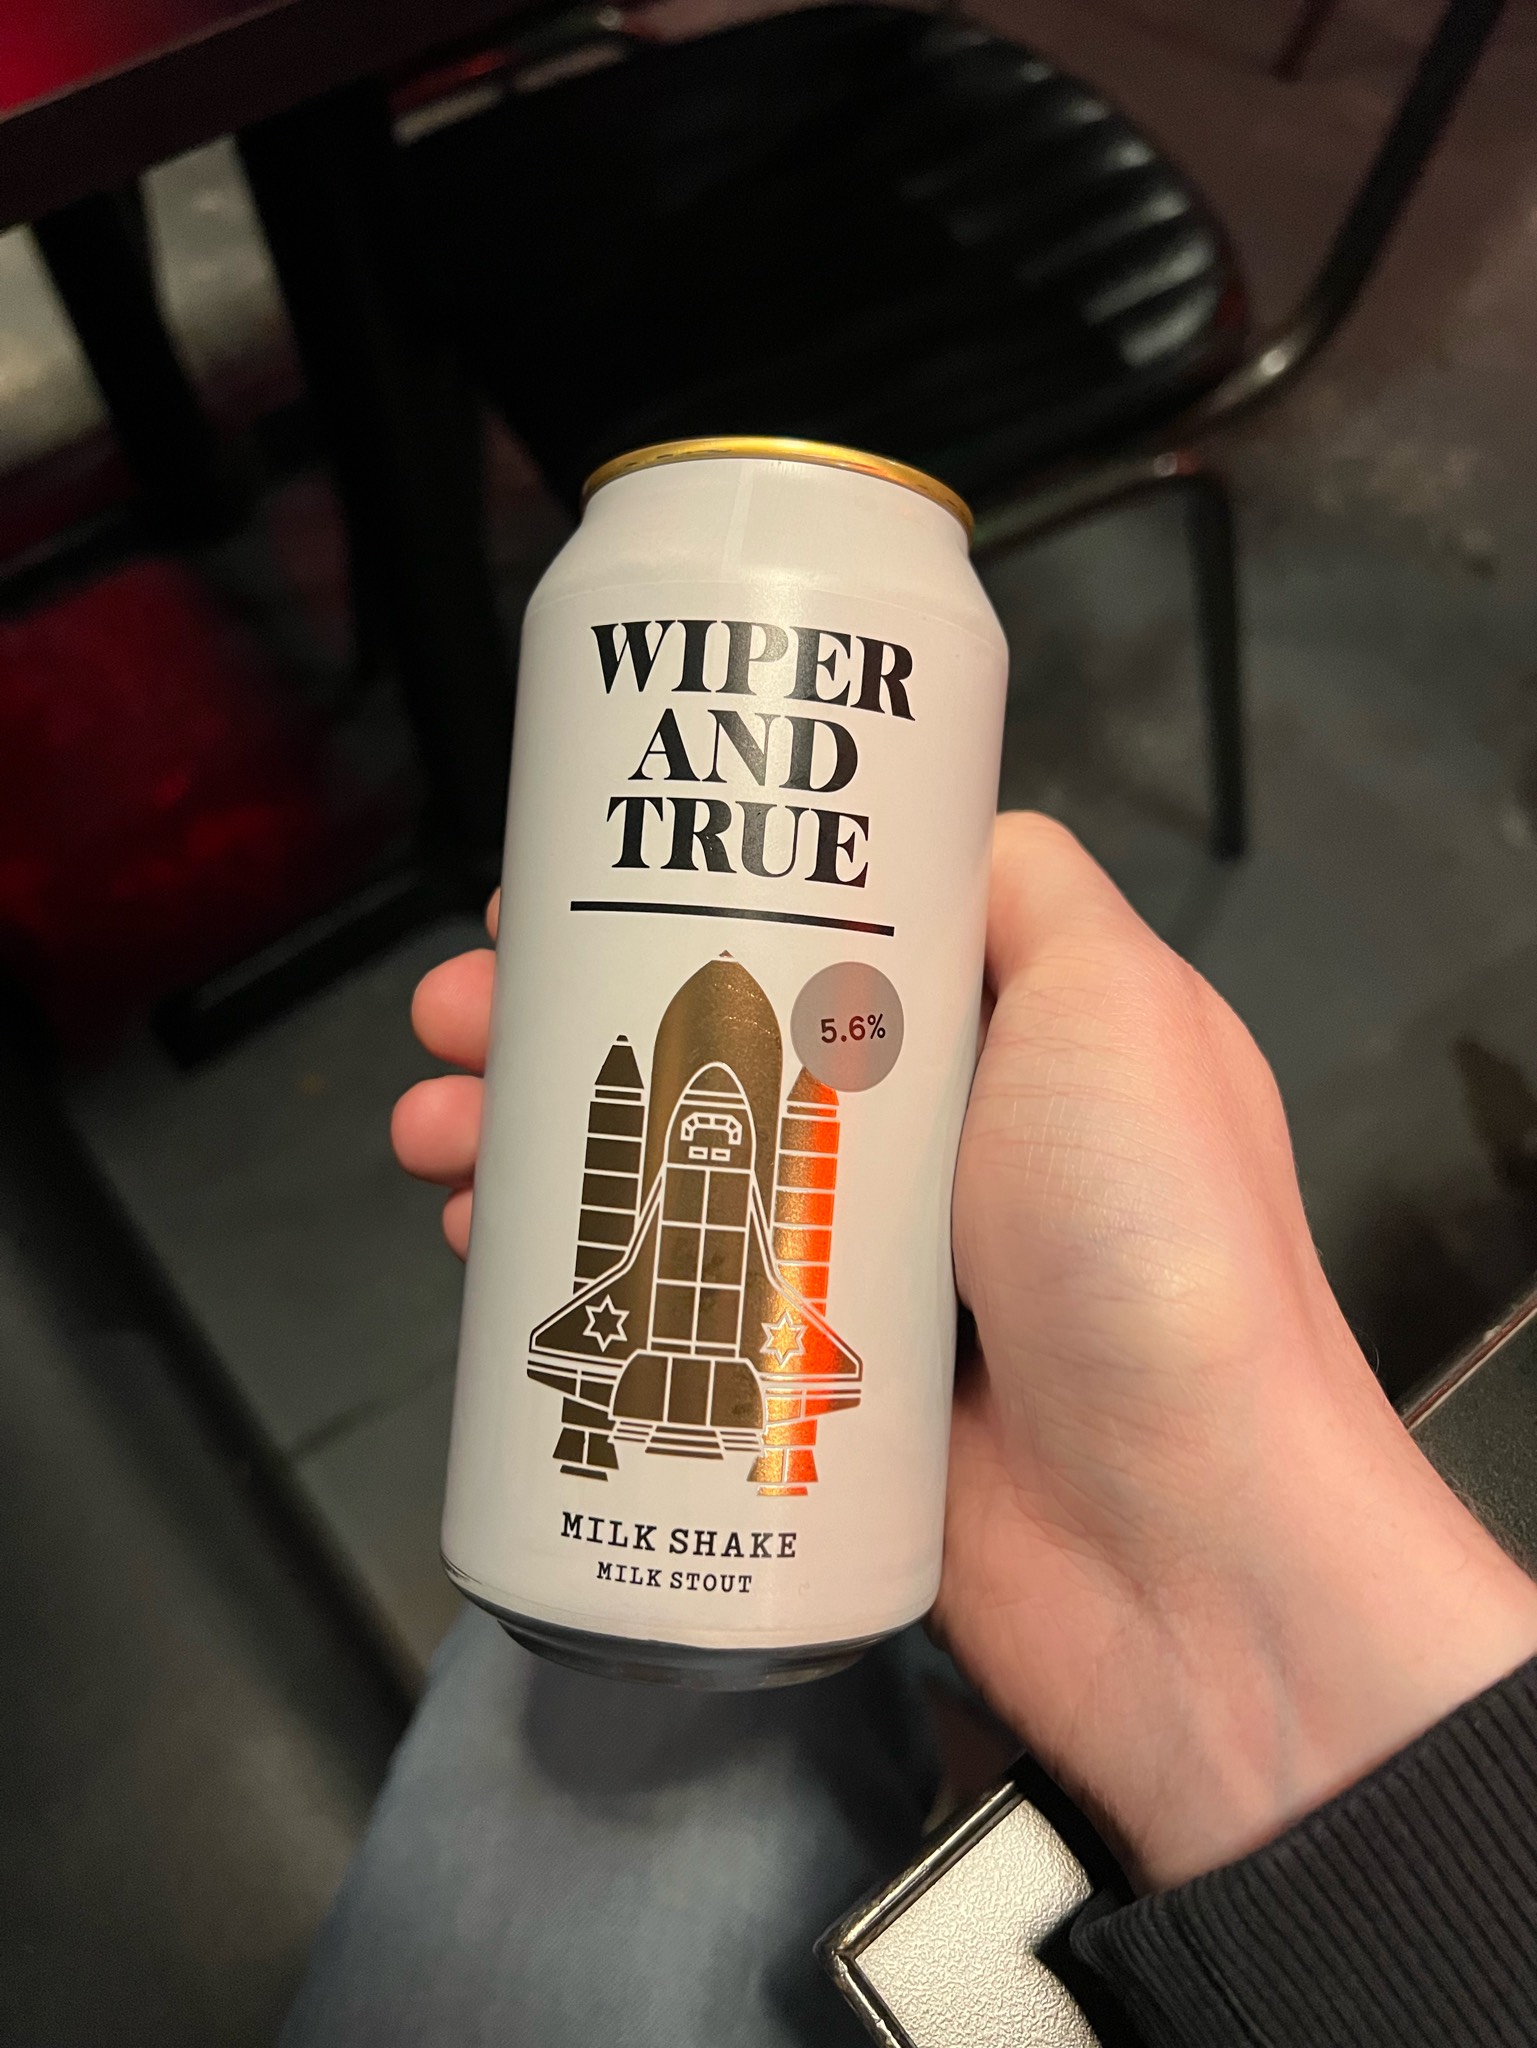 WIPER
AND
TRUE
5.6%
MILK SHAKE
MILK STOUT